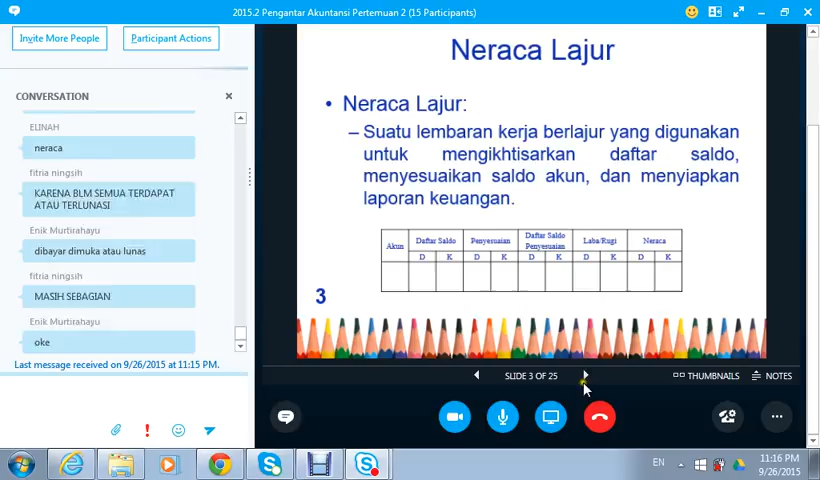 2015.2 Pengantar Akuntansi Pertemuan 2 (15 Participants)
Invite More People
Participant Actions
CONVERSATION
ELINAH
neraca
fitria ningsih
KARENA BLM SEMUA TERDAPAT
ATAU TERLUNASI
Enik Murtirahayu
dibayar dimuka atau lunas
fitria ningsih
MASIH SEBAGIAN
Enik Murtirahayu
oke
Last message received on 9/26/2015 at 11:15 PM.
Neraca Lajur
• Neraca Lajur:
– Suatu lembaran kerja berlajur yang digunakan
untuk mengikhtisarkan daftar saldo,
menyesuaikan saldo akun, dan menyiapkan
laporan keuangan.
Akun Daftar Saldo Penyesuaian Daftar Saldo Penyesuaian Laba/Rugi Neraca
D K D K D K D K D K
3
SLIDE 3 OF 25
THUMBNAILS
NOTES
EN
11:16 PM
9/26/2015